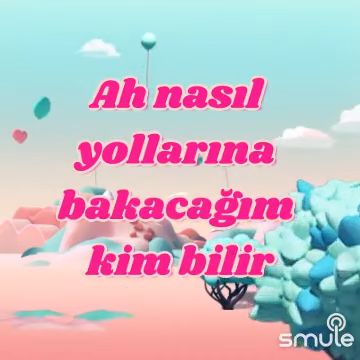 Ah nasıl
yollarına
bakacağım
kim bilir
smule